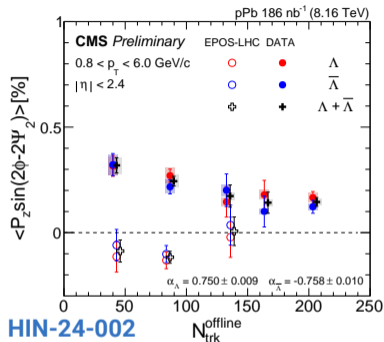 pPb 186 nb⁻¹ (8.16 TeV)
CMS Preliminary
EPOS-LHC DATA
0.8 < p_T < 6.0 GeV/c
Λ
|η| < 2.4
Λ̅
Λ + Λ̅
<P_z sin(2ϕ-2Ψ_2)>[%]
1
0.5
0
α_Λ = 0.750 ± 0.009 α_Λ̅ = -0.758 ± 0.010
0 50 100 150 200 250
HIN-24-002
N_trk^offline